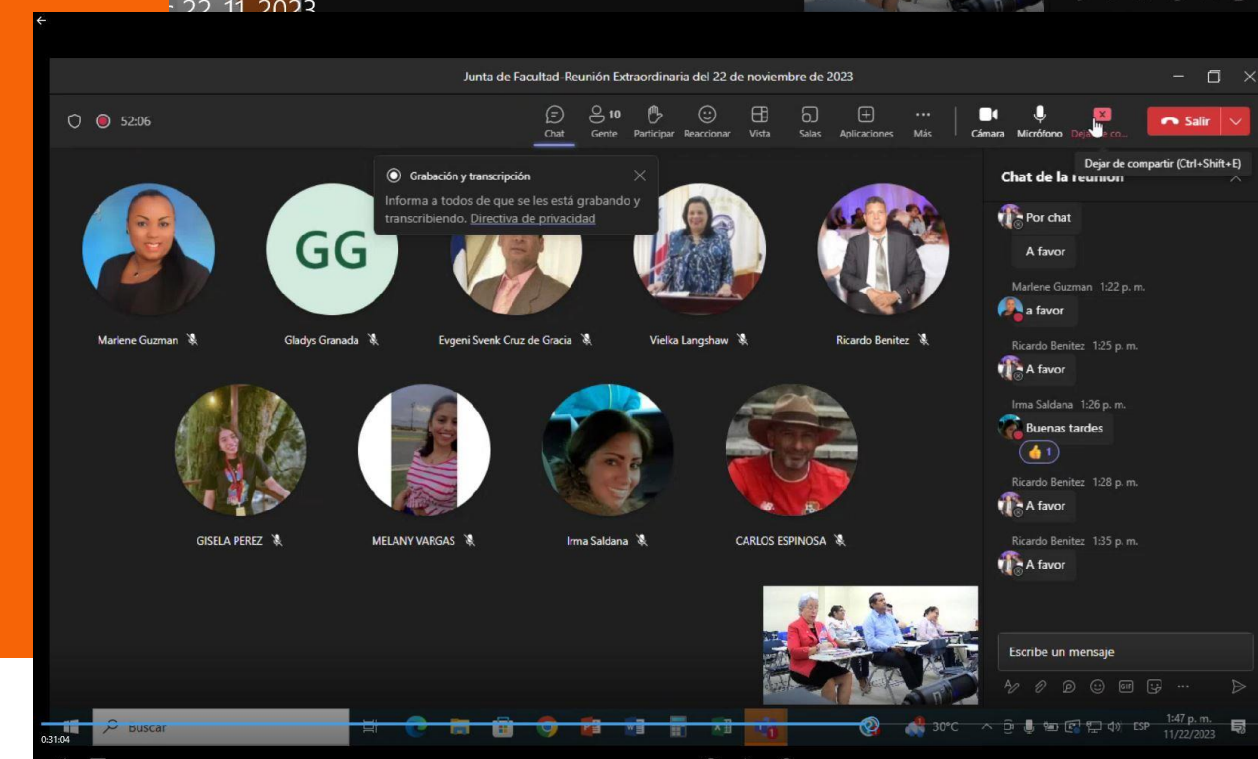 22-11-2023
Junta de Facultad-Reunión Extraordinaria del 22 de noviembre de 2023
52:06
Chat
10
Gente
Participar
Reaccionar
Vista
Salas
Aplicaciones
Más
Cámara
Micrófono
Salir
Dejar de compartir (Ctrl+Shift+E)
Grabación y transcripción
Informa a todos de que se les está grabando y
transcribiendo. Directiva de privacidad
GG
Marlene Guzman
Gladys Granada
Evgeni Svenk Cruz de Gracia
Vielka Langshaw
Ricardo Benitez
GISELA PEREZ
MELANY VARGAS
Irma Saldana
CARLOS ESPINOSA
Chat de la reunión
Por chat
A favor
Marlene Guzman 1:22 p. m.
a favor
Ricardo Benitez 1:25 p. m.
A favor
Irma Saldana 1:26 p. m.
Buenas tardes
1
Ricardo Benitez 1:28 p. m.
A favor
Ricardo Benitez 1:35 p. m.
A favor
Escribe un mensaje
GIF
0:31:04
Buscar
30°C
ESP
1:47 p. m.
11/22/2023